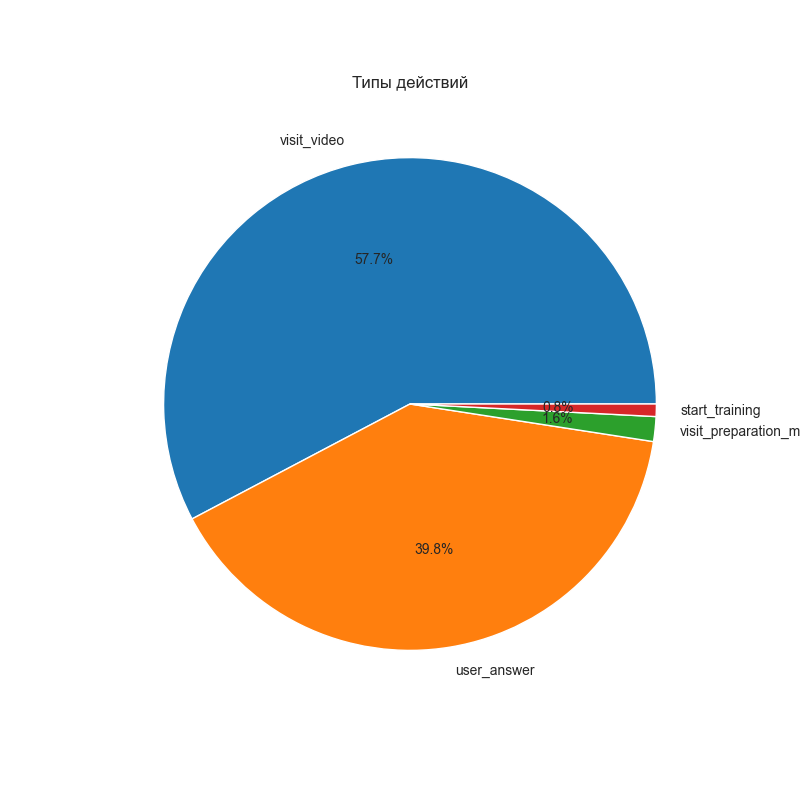 Типы действий
visit_video
57.7%
0.8%
start_training
1.6%
visit_preparation_m
39.8%
user_answer